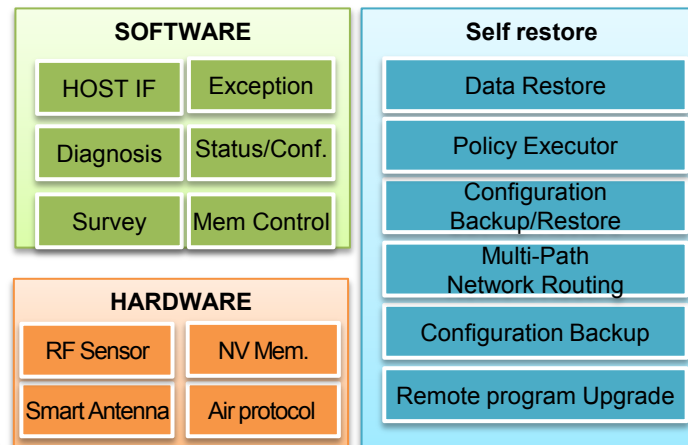 SOFTWARE
HOST IF
Exception
Diagnosis
Status/Conf.
Survey
Mem Control
HARDWARE
RF Sensor
NV Mem.
Smart Antenna
Air protocol
Self restore
Data Restore
Policy Executor
Configuration
Backup/Restore
Multi-Path
Network Routing
Configuration Backup
Remote program Upgrade